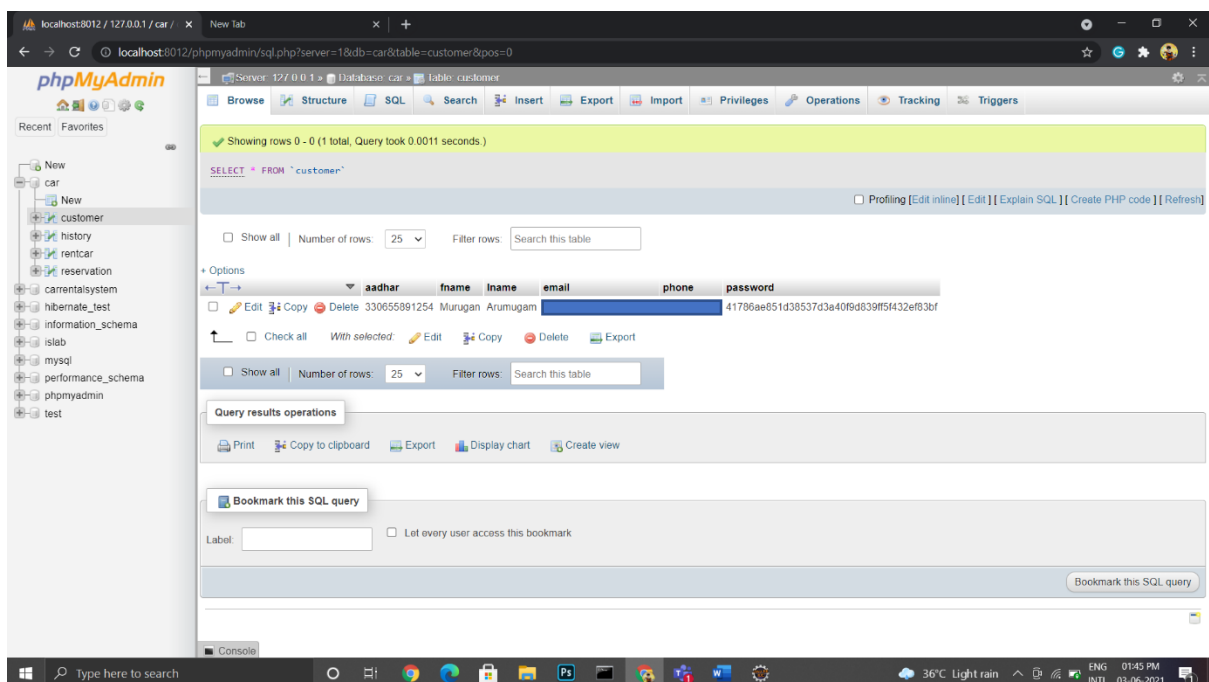 localhost:8012 / 127.0.0.1 / car /
New Tab
localhost:8012/phpmyadmin/sql.php?server=1&db=car&table=customer&pos=0
phpMyAdmin
Recent Favorites
New
car
New
customer
history
rentcar
reservation
carrentalsystem
hibernate_test
information_schema
islab
mysql
performance_schema
phpmyadmin
test
Server: 127.0.0.1 » Database: car » Table: customer
Browse Structure SQL Search Insert Export Import Privileges Operations Tracking Triggers
Showing rows 0 - 0 (1 total, Query took 0.0011 seconds.)
SELECT * FROM `customer`
Profiling [Edit inline] [ Edit ] [ Explain SQL ] [ Create PHP code ] [ Refresh]
Show all | Number of rows: 25 Filter rows: Search this table
+ Options
←T→ aadhar fname lname email phone password
Edit Copy Delete 330655891254 Murugan Arumugam 41786ae851d38537d3a40f9d839ff5f432ef83bf
Check all With selected: Edit Copy Delete Export
Show all | Number of rows: 25 Filter rows: Search this table
Query results operations
Print Copy to clipboard Export Display chart Create view
Bookmark this SQL query
Label: Let every user access this bookmark
Bookmark this SQL query
Console
Type here to search
Ps
36°C Light rain
ENG 01:45 PM
INTL 03-06-2021